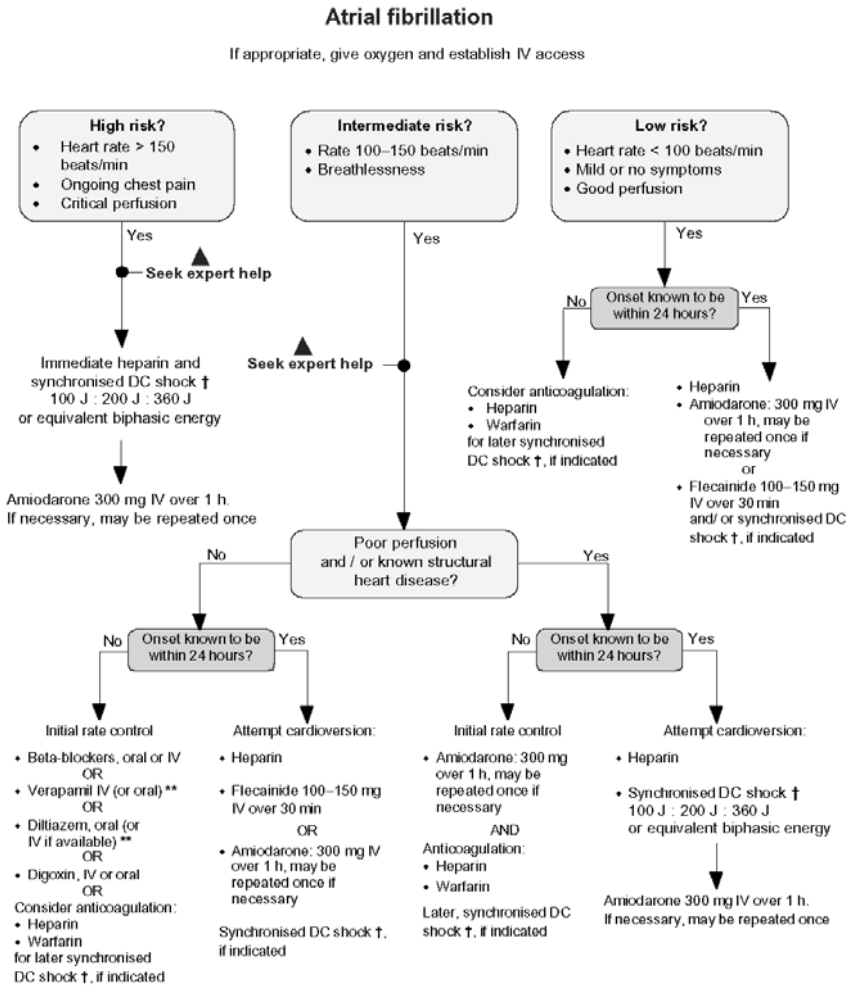 Atrial fibrillation
If appropriate, give oxygen and establish IV access
High risk?
• Heart rate > 150
beats/min
• Ongoing chest pain
• Critical perfusion
Intermediate risk?
• Rate 100–150 beats/min
• Breathlessness
Low risk?
• Heart rate < 100 beats/min
• Mild or no symptoms
• Good perfusion
Yes
Seek expert help
Immediate heparin and
synchronised DC shock †
100 J : 200 J : 360 J
or equivalent biphasic energy
Amiodarone 300 mg IV over 1 h.
If necessary, may be repeated once
Yes
Seek expert help
Yes
Onset known to be
within 24 hours?
No
Yes
Consider anticoagulation:
• Heparin
• Warfarin
for later synchronised
DC shock †, if indicated
• Heparin
• Amiodarone: 300 mg IV
over 1 h, may be
repeated once if
necessary
or
• Flecainide 100–150 mg
IV over 30 min
and/ or synchronised DC
shock †, if indicated
Poor perfusion
and / or known structural
heart disease?
No
Yes
Onset known to be
within 24 hours?
No
Yes
Initial rate control
• Beta-blockers, oral or IV
OR
• Verapamil IV (or oral) **
OR
• Diltiazem, oral (or
IV if available) **
OR
• Digoxin, IV or oral
OR
Consider anticoagulation:
• Heparin
• Warfarin
for later synchronised
DC shock †, if indicated
Attempt cardioversion:
• Heparin
• Flecainide 100–150 mg
IV over 30 min
OR
• Amiodarone: 300 mg IV
over 1 h, may be
repeated once if
necessary
Synchronised DC shock †,
if indicated
Onset known to be
within 24 hours?
No
Yes
Initial rate control
• Amiodarone: 300 mg
over 1 h, may be
repeated once if
necessary
AND
Anticoagulation:
• Heparin
• Warfarin
Later, synchronised DC
shock †, if indicated
Attempt cardioversion:
• Heparin
• Synchronised DC shock †
100 J : 200 J : 360 J
or equivalent biphasic energy
Amiodarone 300 mg IV over 1 h.
If necessary, may be repeated once